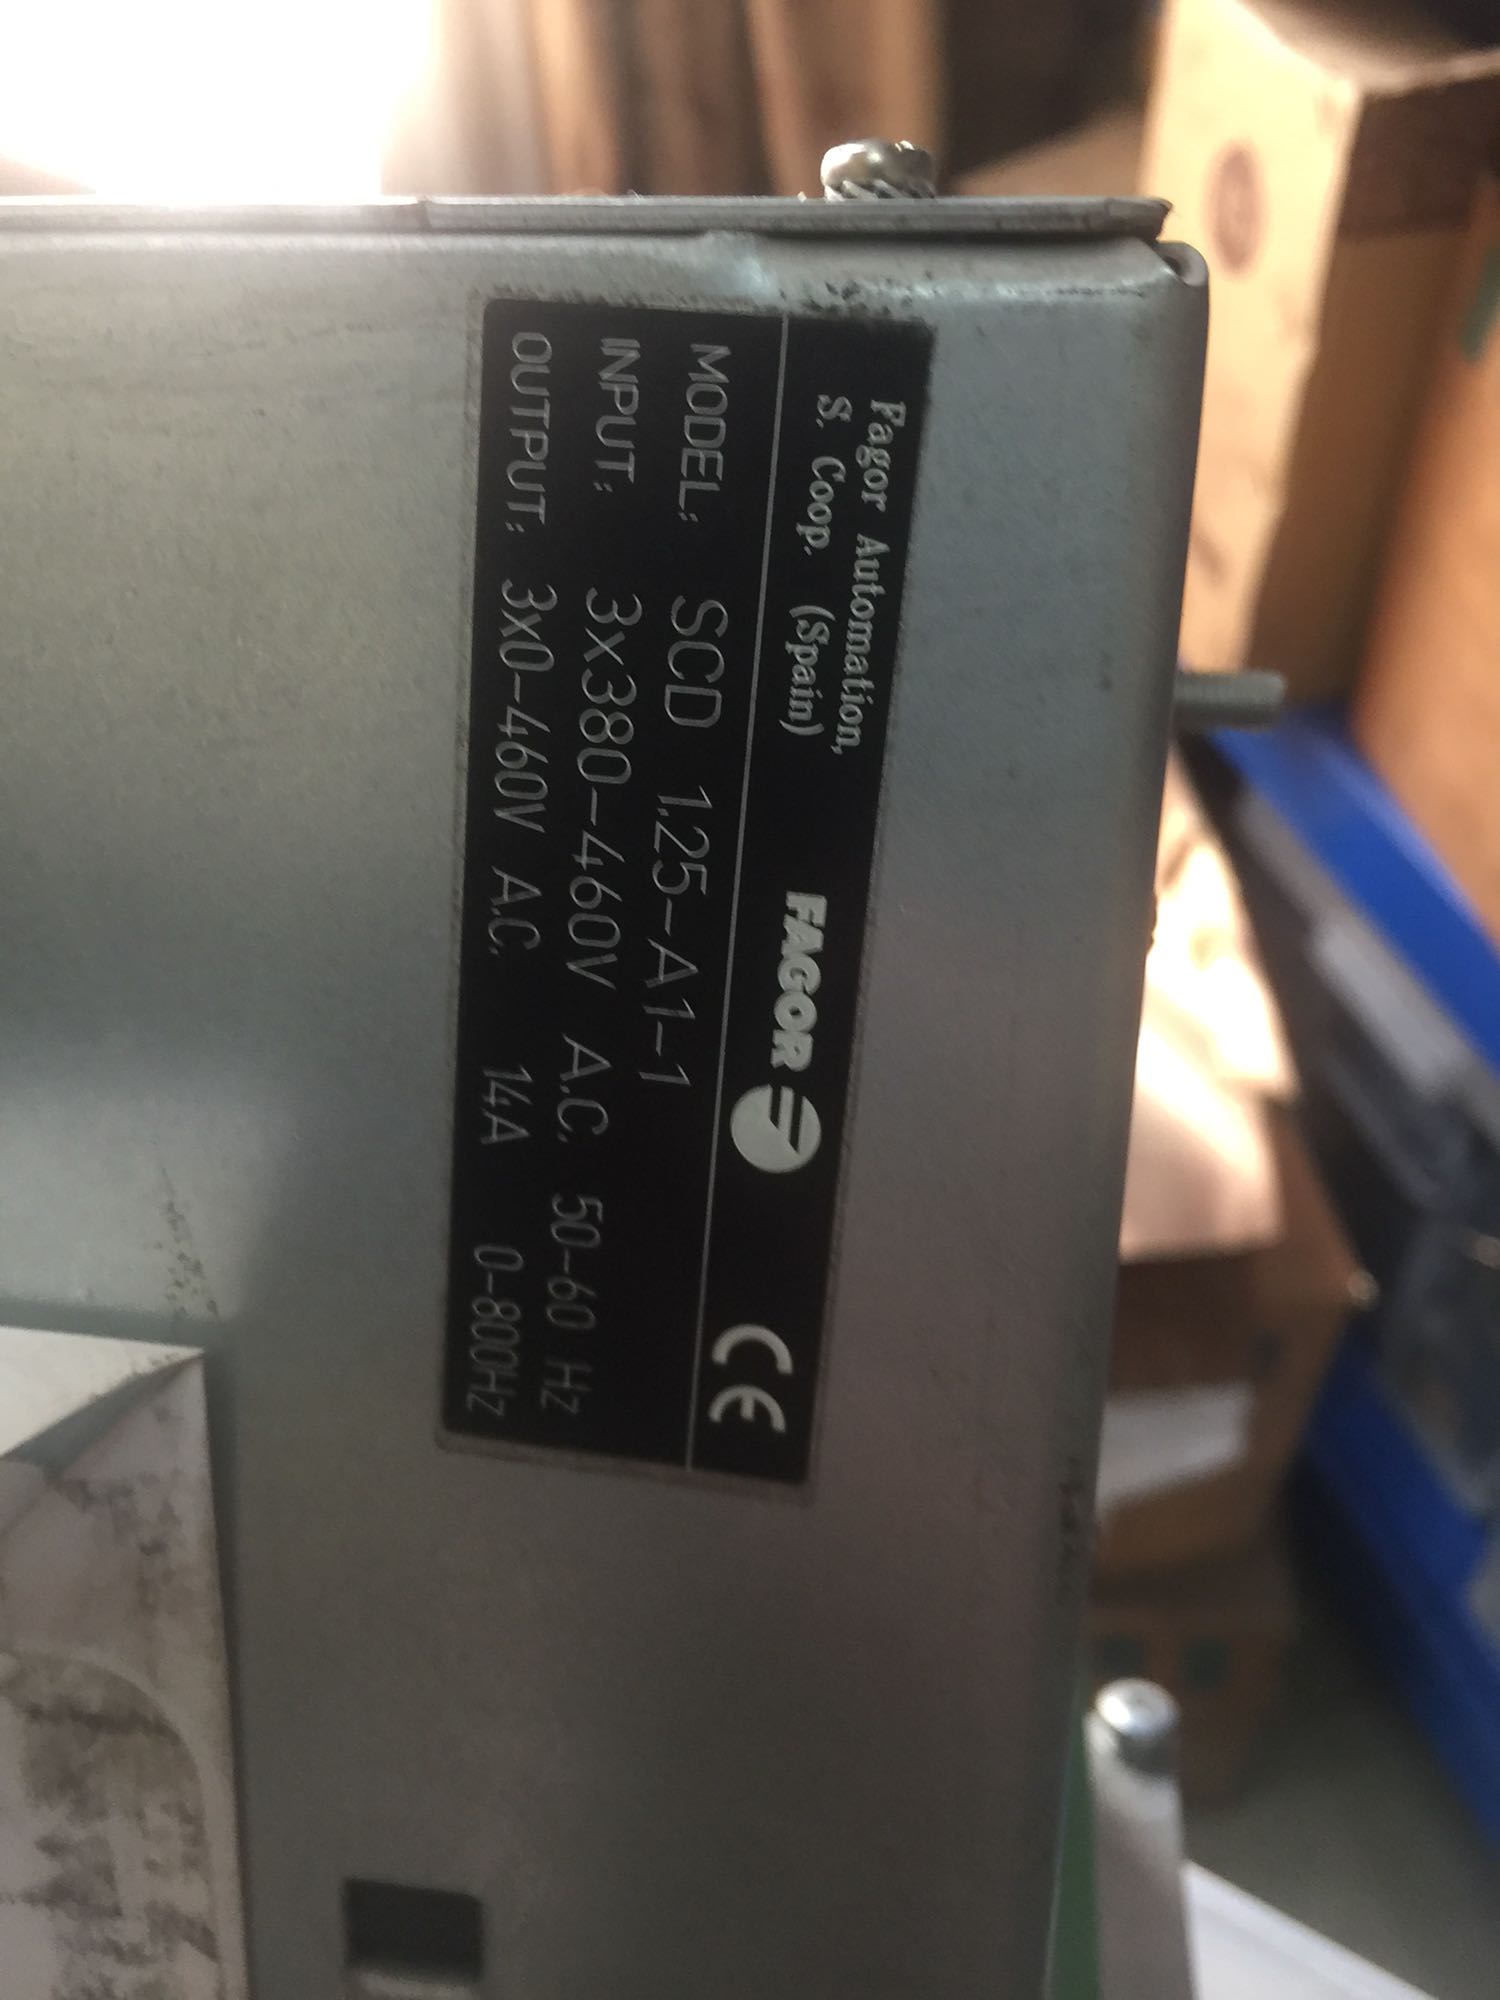 Fagor Automation,
S. Coop. (Spain)
FAGOR
CE
MODEL: SCD 1,25-A1-1
INPUT: 3x380-460V A.C. 50-60 Hz
OUTPUT: 3x0-460V A.C. 14A 0-800Hz